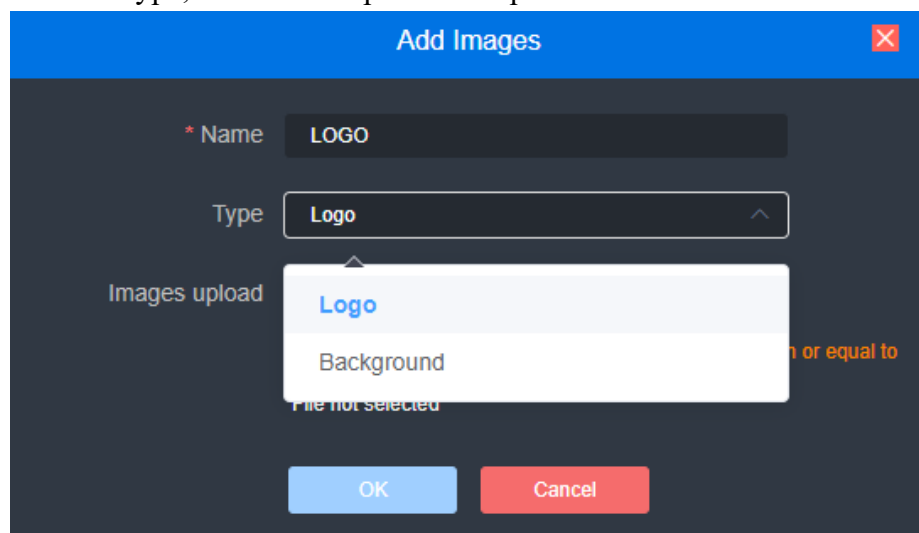 Add Images
* Name LOGO
Type Logo
Images upload
Logo
Background
or equal to
File not selected
OK Cancel